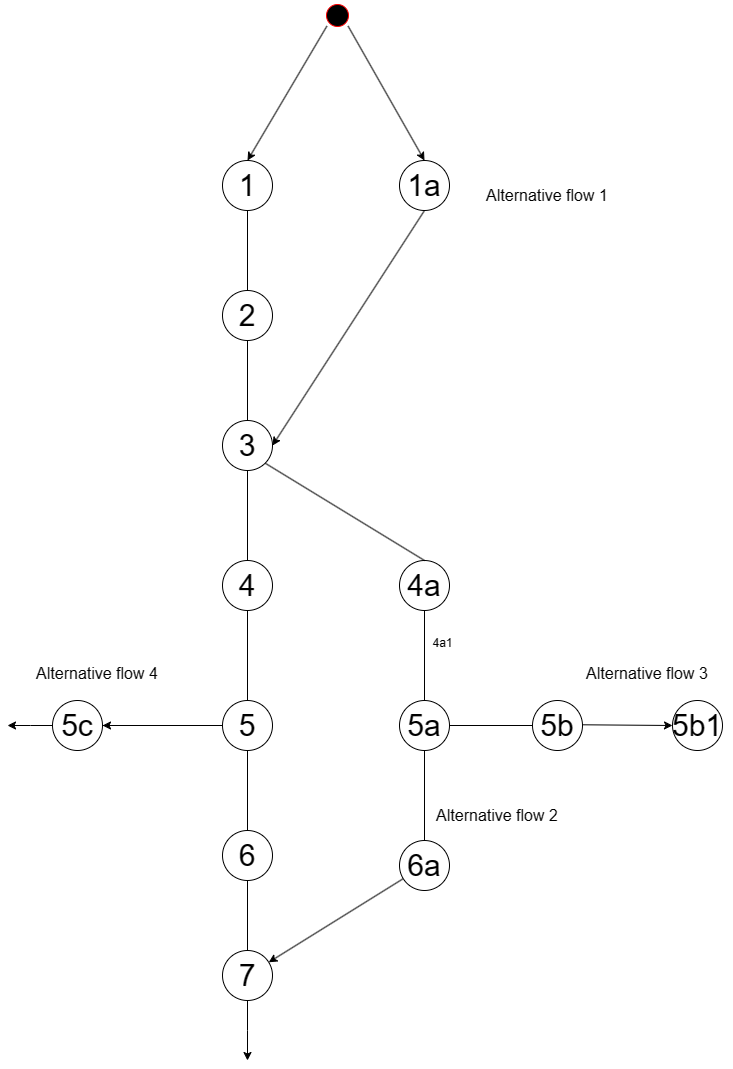 1
1a
Alternative flow 1
2
3
4
4a
4a1
Alternative flow 4
Alternative flow 3
5c
5
5a
5b
5b1
Alternative flow 2
6
6a
7